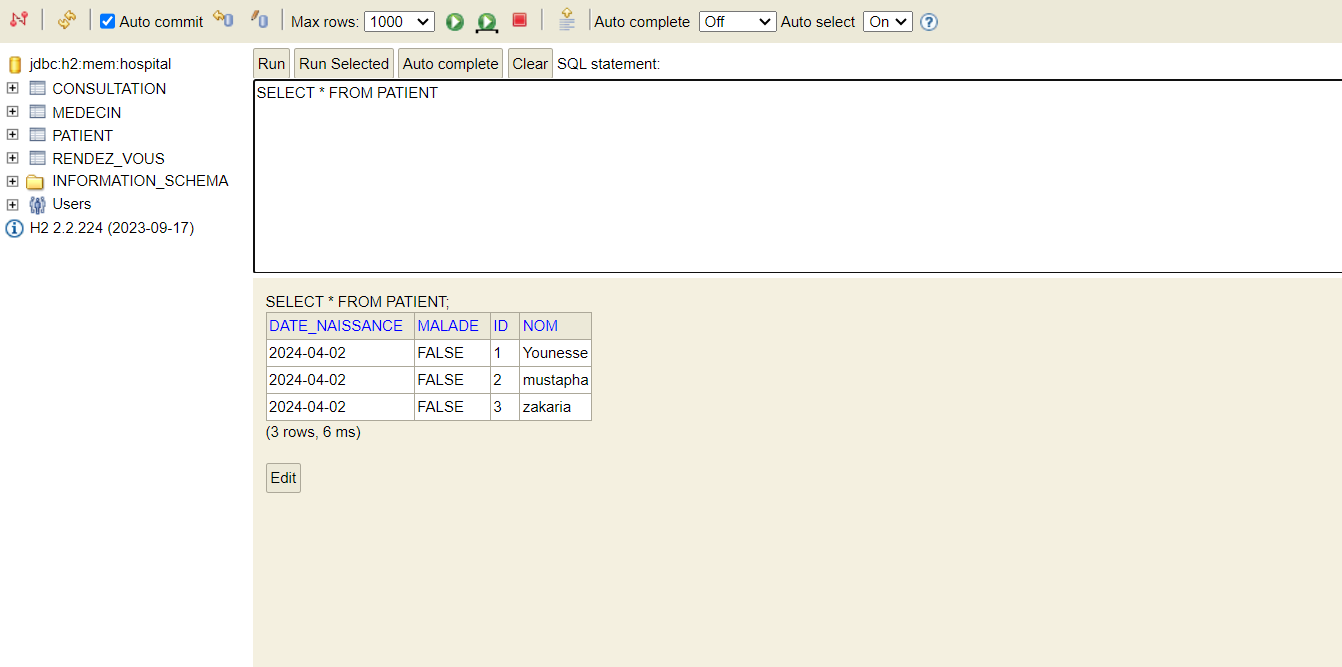 Auto commit Max rows: 1000 Auto complete Off Auto select On
jdbc:h2:mem:hospital
CONSULTATION
MEDECIN
PATIENT
RENDEZ_VOUS
INFORMATION_SCHEMA
Users
H2 2.2.224 (2023-09-17)
Run Run Selected Auto complete Clear SQL statement:
SELECT * FROM PATIENT
SELECT * FROM PATIENT;
DATE_NAISSANCE MALADE ID NOM
2024-04-02 FALSE 1 Younesse
2024-04-02 FALSE 2 mustapha
2024-04-02 FALSE 3 zakaria
(3 rows, 6 ms)
Edit